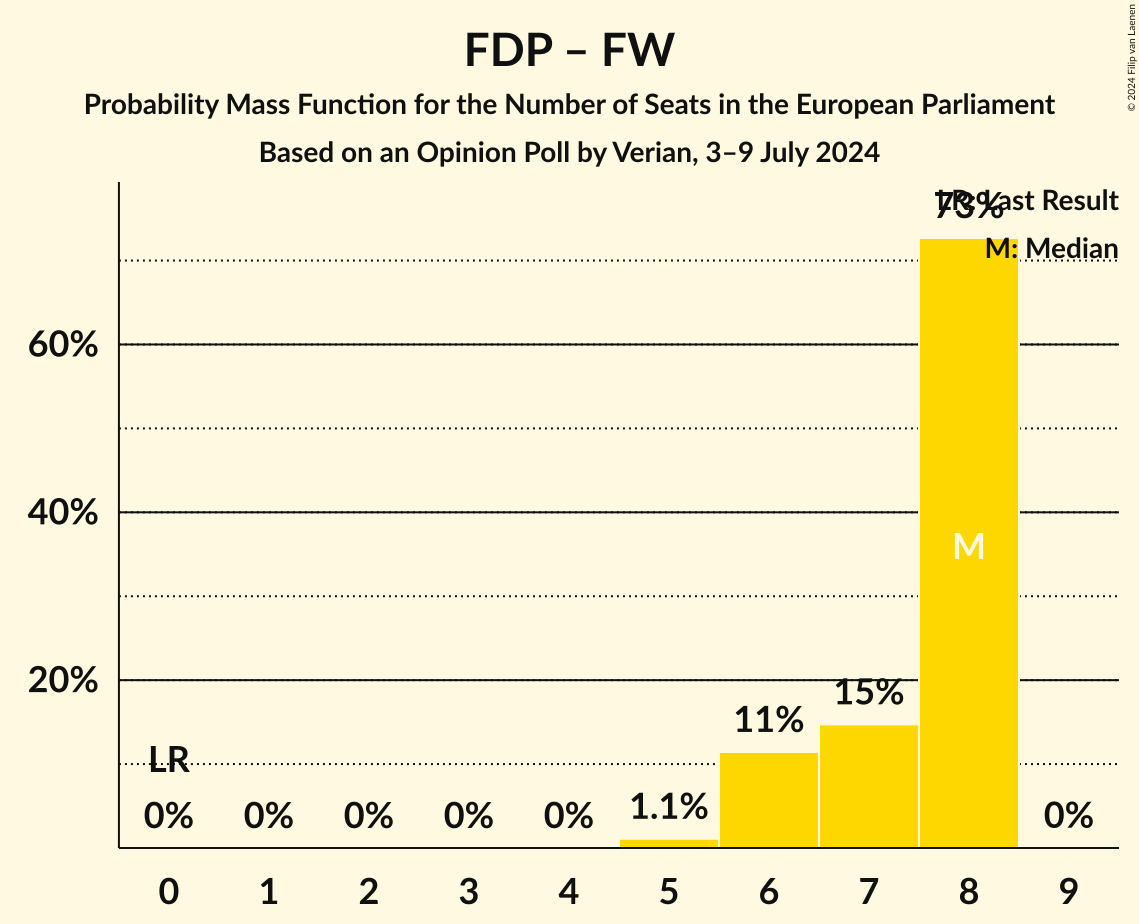 FDP – FW
Probability Mass Function for the Number of Seats in the European Parliament
Based on an Opinion Poll by Verian, 3–9 July 2024
© 2024 Filip van Laenen
LR: Last Result
M: Median
73%
60%
40%
20%
M
15%
11%
1.1%
LR
0% 0% 0% 0% 0% 0%
0 1 2 3 4 5 6 7 8 9